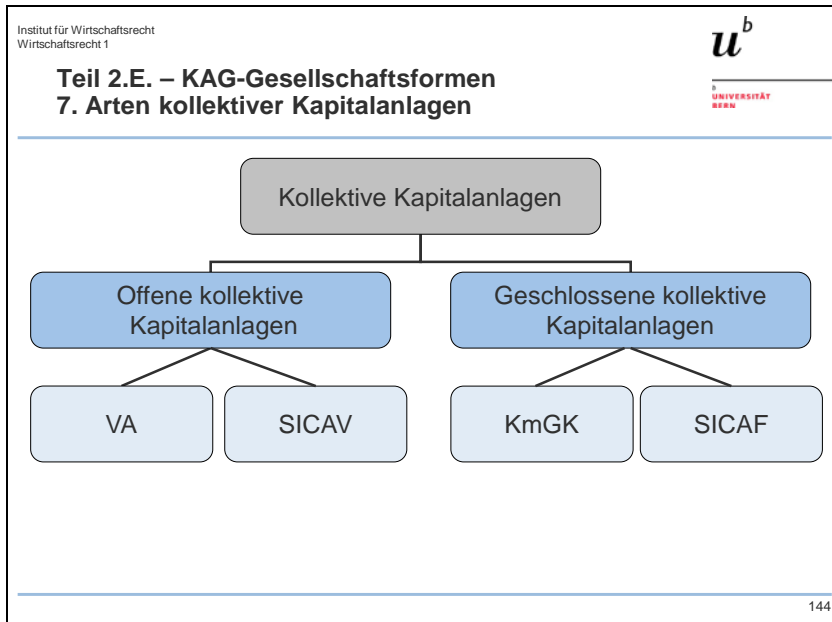 Institut für Wirtschaftsrecht
Wirtschaftsrecht 1
u^b
b
UNIVERSITÄT
BERN
Teil 2.E. – KAG-Gesellschaftsformen
7. Arten kollektiver Kapitalanlagen
Kollektive Kapitalanlagen
Offene kollektive
Kapitalanlagen
Geschlossene kollektive
Kapitalanlagen
VA
SICAV
KmGK
SICAF
144